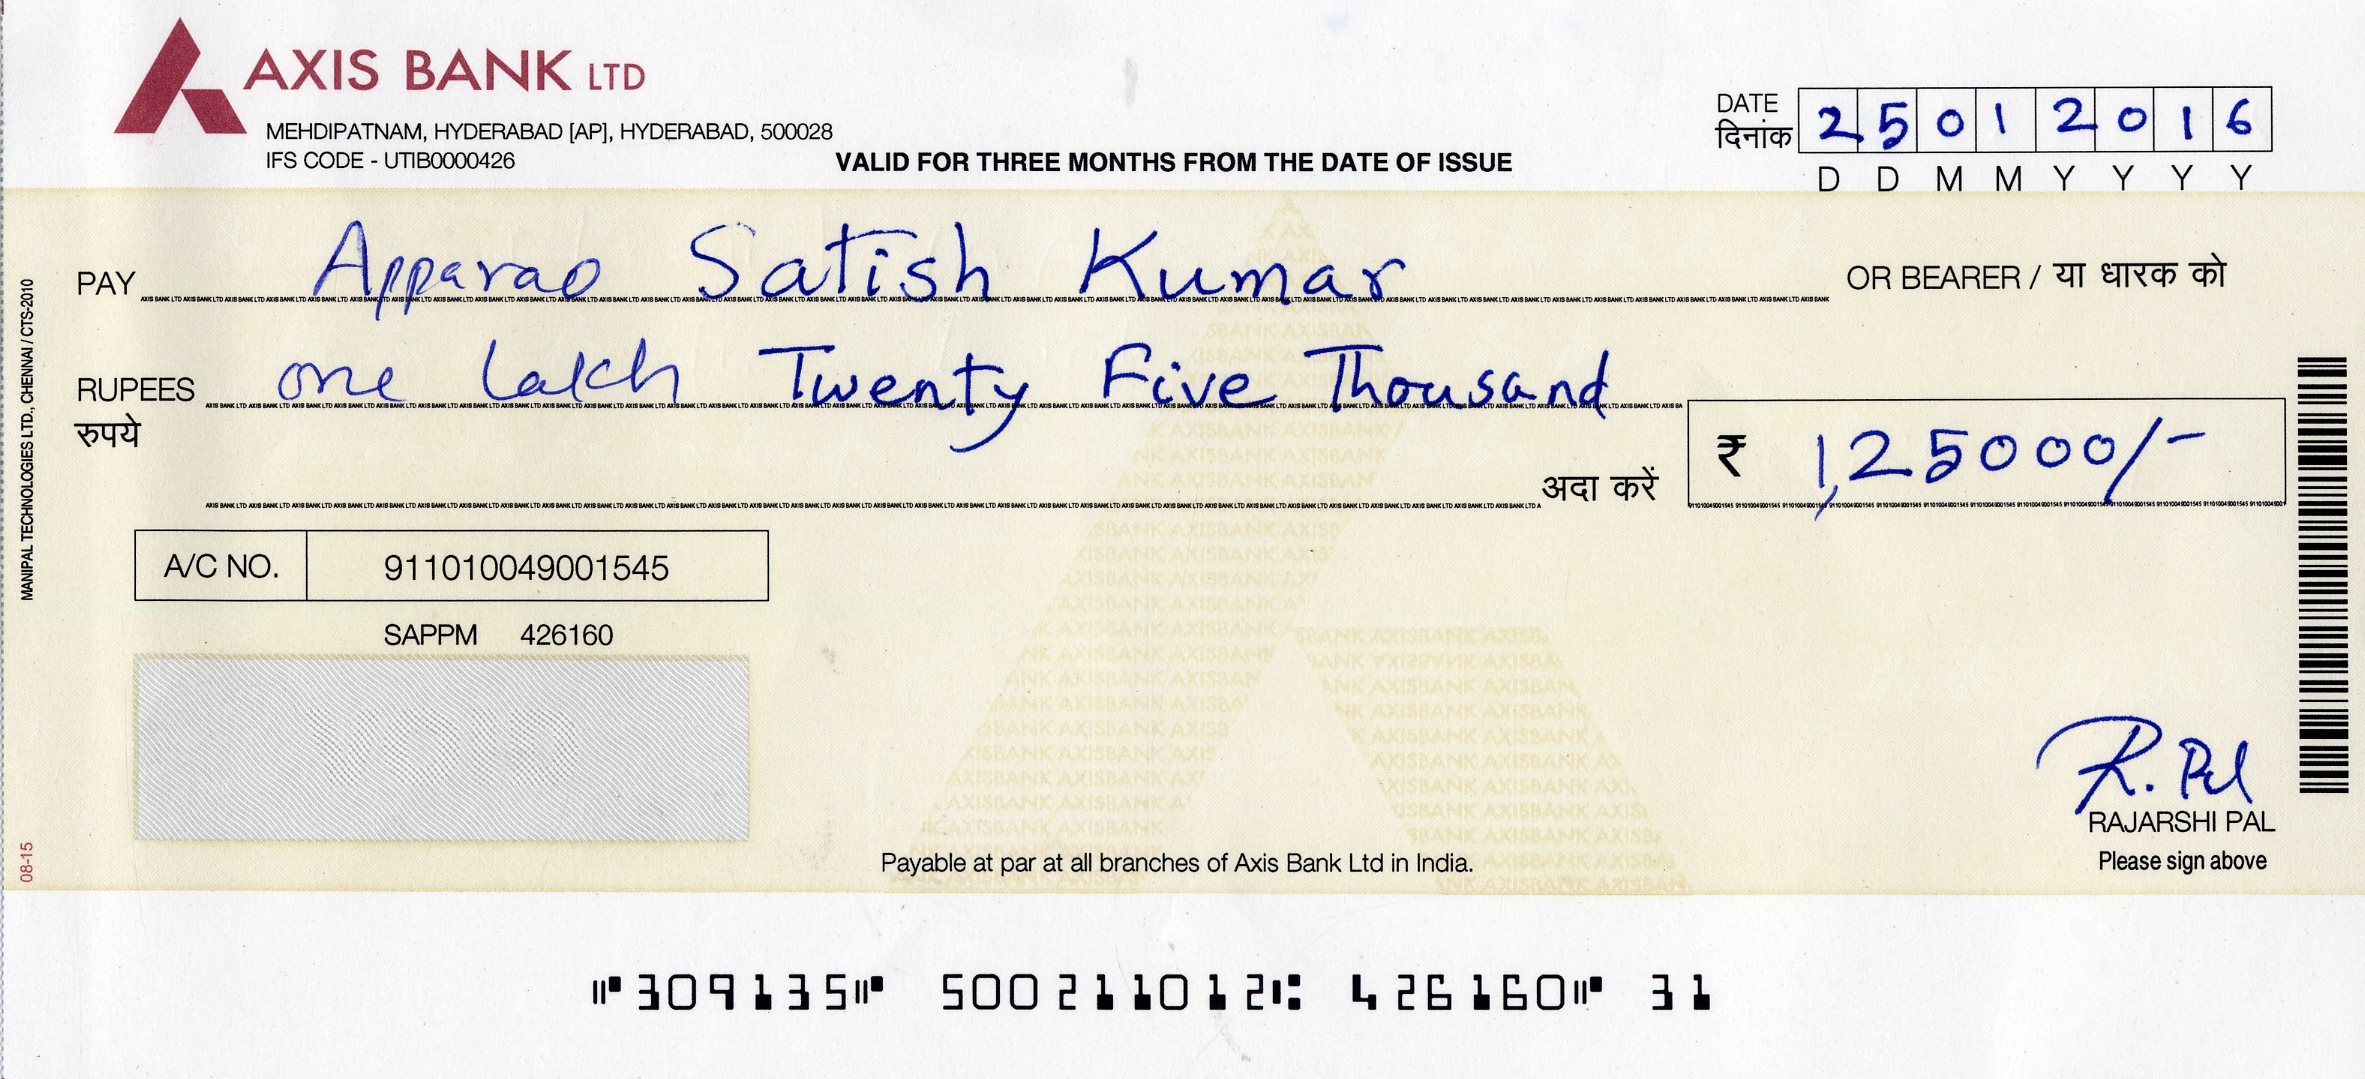 AXIS BANK LTD
MEHDIPATNAM, HYDERABAD [AP], HYDERABAD, 500028
IFS CODE - UTIB0000426
VALID FOR THREE MONTHS FROM THE DATE OF ISSUE
DATE
दिनांक
2 5 0 1 2 0 1 6
D D M M Y Y Y Y
PAY Apparao Satish Kumar OR BEARER / या धारक को
RUPEES one Lakh Twenty Five Thousand
रुपये
अदा करें ₹ 1,25000/-
A/C NO. 911010049001545
SAPPM 426160
MANIPAL TECHNOLOGIES LTD., CHENNAI / CTS-2010
08-15
R. Pal
RAJARSHI PAL
Please sign above
Payable at par at all branches of Axis Bank Ltd in India.
⑈309135⑈ 500211012⑆ 426160⑈ 31